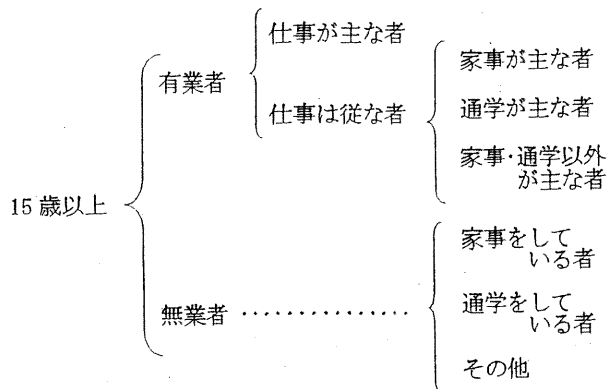 仕事が主な者
有業者
家事が主な者
仕事は従な者
通学が主な者
家事・通学以外
が主な者
15歳以上
家事をして
いる者
無業者 ················
通学をして
いる者
その他